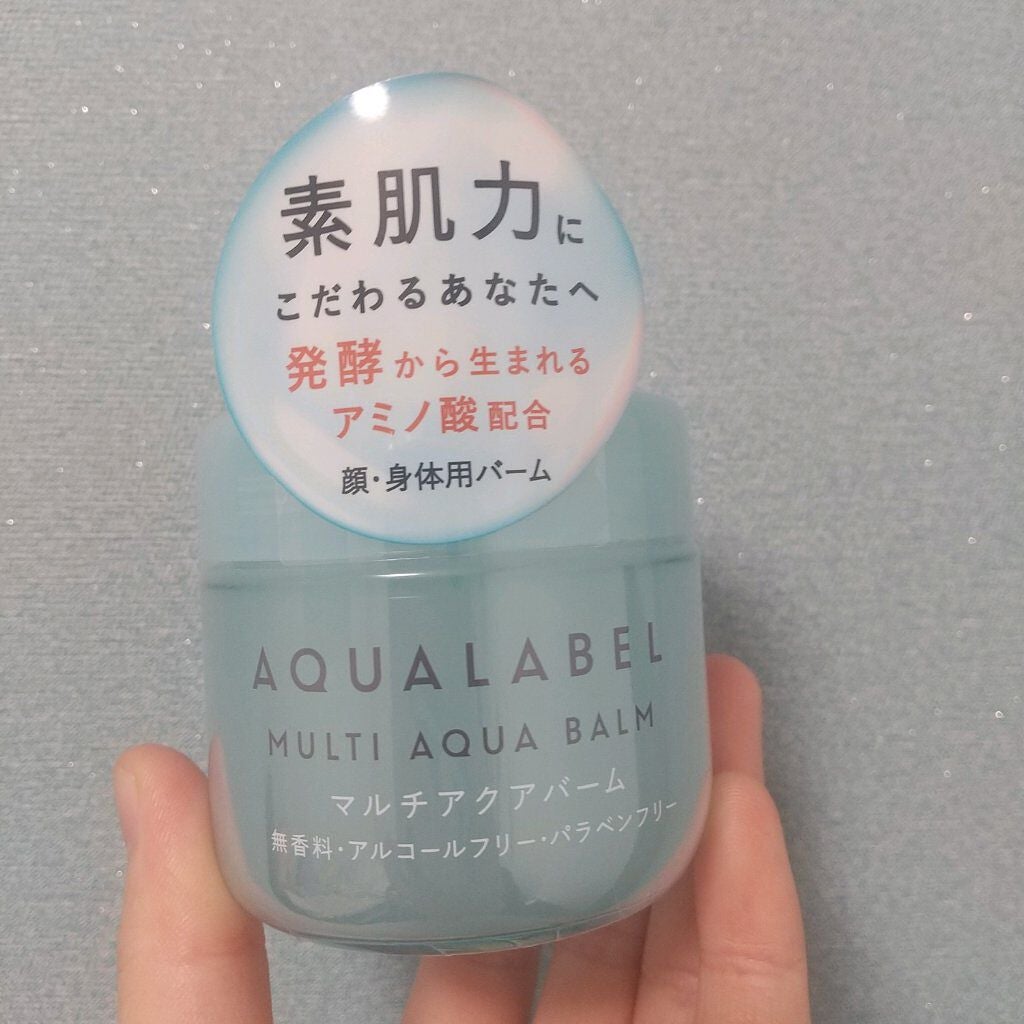 素肌力に
こだわるあなたへ
発酵から生まれる
アミノ酸配合
顔・身体用バーム
AQUALABEL
MULTI AQUA BALM
マルチアクアバーム
無香料・アルコールフリー・パラベンフリー